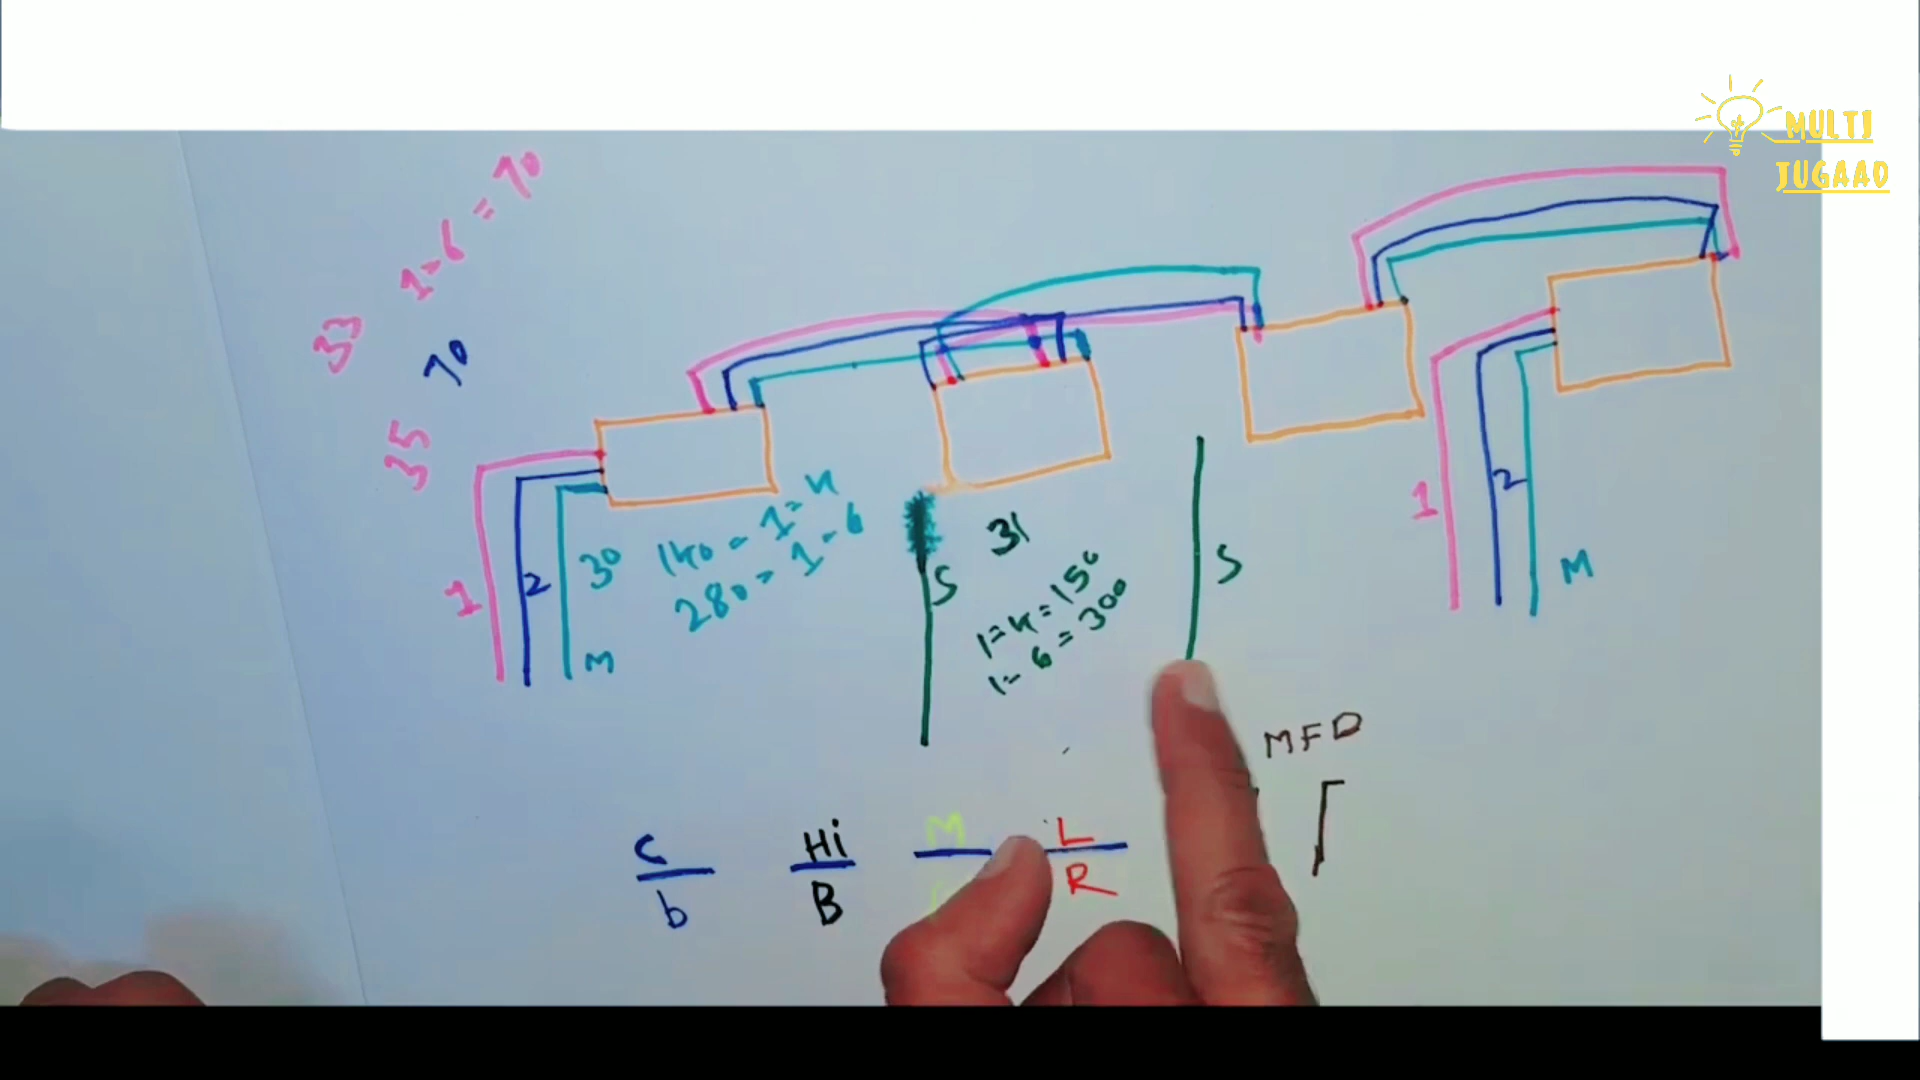 MULTI
JUGAAD
1-6 = 70
33
70
35
1
2
30
M
140 - 1=4
280 = 1-6
S
31
1=4=150
1-6=300
S
1
2
M
MFD
C
b
Hi
B
M
L
R